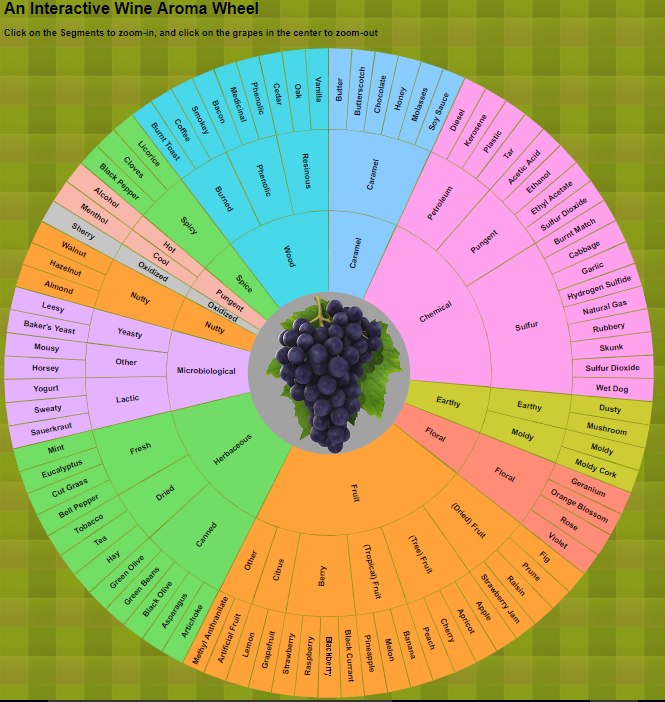 An Interactive Wine Aroma Wheel
Click on the Segments to zoom-in, and click on the grapes in the center to zoom-out
Caramel
Caramel
Butter
Butterscotch
Chocolate
Honey
Molasses
Soy Sauce
Chemical
Petroleum
Diesel
Kerosene
Plastic
Tar
Pungent
Acetic Acid
Ethanol
Ethyl Acetate
Sulfur Dioxide
Sulfur
Burnt Match
Cabbage
Garlic
Hydrogen Sulfide
Natural Gas
Rubbery
Skunk
Sulfur Dioxide
Wet Dog
Earthy
Earthy
Dusty
Mushroom
Moldy
Moldy
Moldy Cork
Floral
Floral
Geranium
Orange Blossom
Rose
Violet
Fruit
(Dried) Fruit
Fig
Prune
Raisin
Strawberry Jam
(Tree) Fruit
Apple
Apricot
Cherry
Peach
(Tropical) Fruit
Banana
Melon
Pineapple
Berry
Black Currant
Blackberry
Raspberry
Strawberry
Citrus
Grapefruit
Lemon
Other
Artificial Fruit
Methyl Anthranilate
Herbaceous
Canned
Artichoke
Asparagus
Black Olive
Green Beans
Green Olive
Dried
Hay
Tea
Tobacco
Fresh
Bell Pepper
Cut Grass
Eucalyptus
Mint
Microbiological
Lactic
Sauerkraut
Sweaty
Yogurt
Other
Horsey
Mousy
Yeasty
Baker's Yeast
Leesy
Nutty
Nutty
Almond
Hazelnut
Walnut
Oxidized
Oxidized
Sherry
Pungent
Cool
Menthol
Hot
Alcohol
Spice
Spicy
Black Pepper
Cloves
Licorice
Wood
Burned
Burnt Toast
Coffee
Smokey
Phenolic
Bacon
Medicinal
Phenolic
Resinous
Cedar
Oak
Vanilla